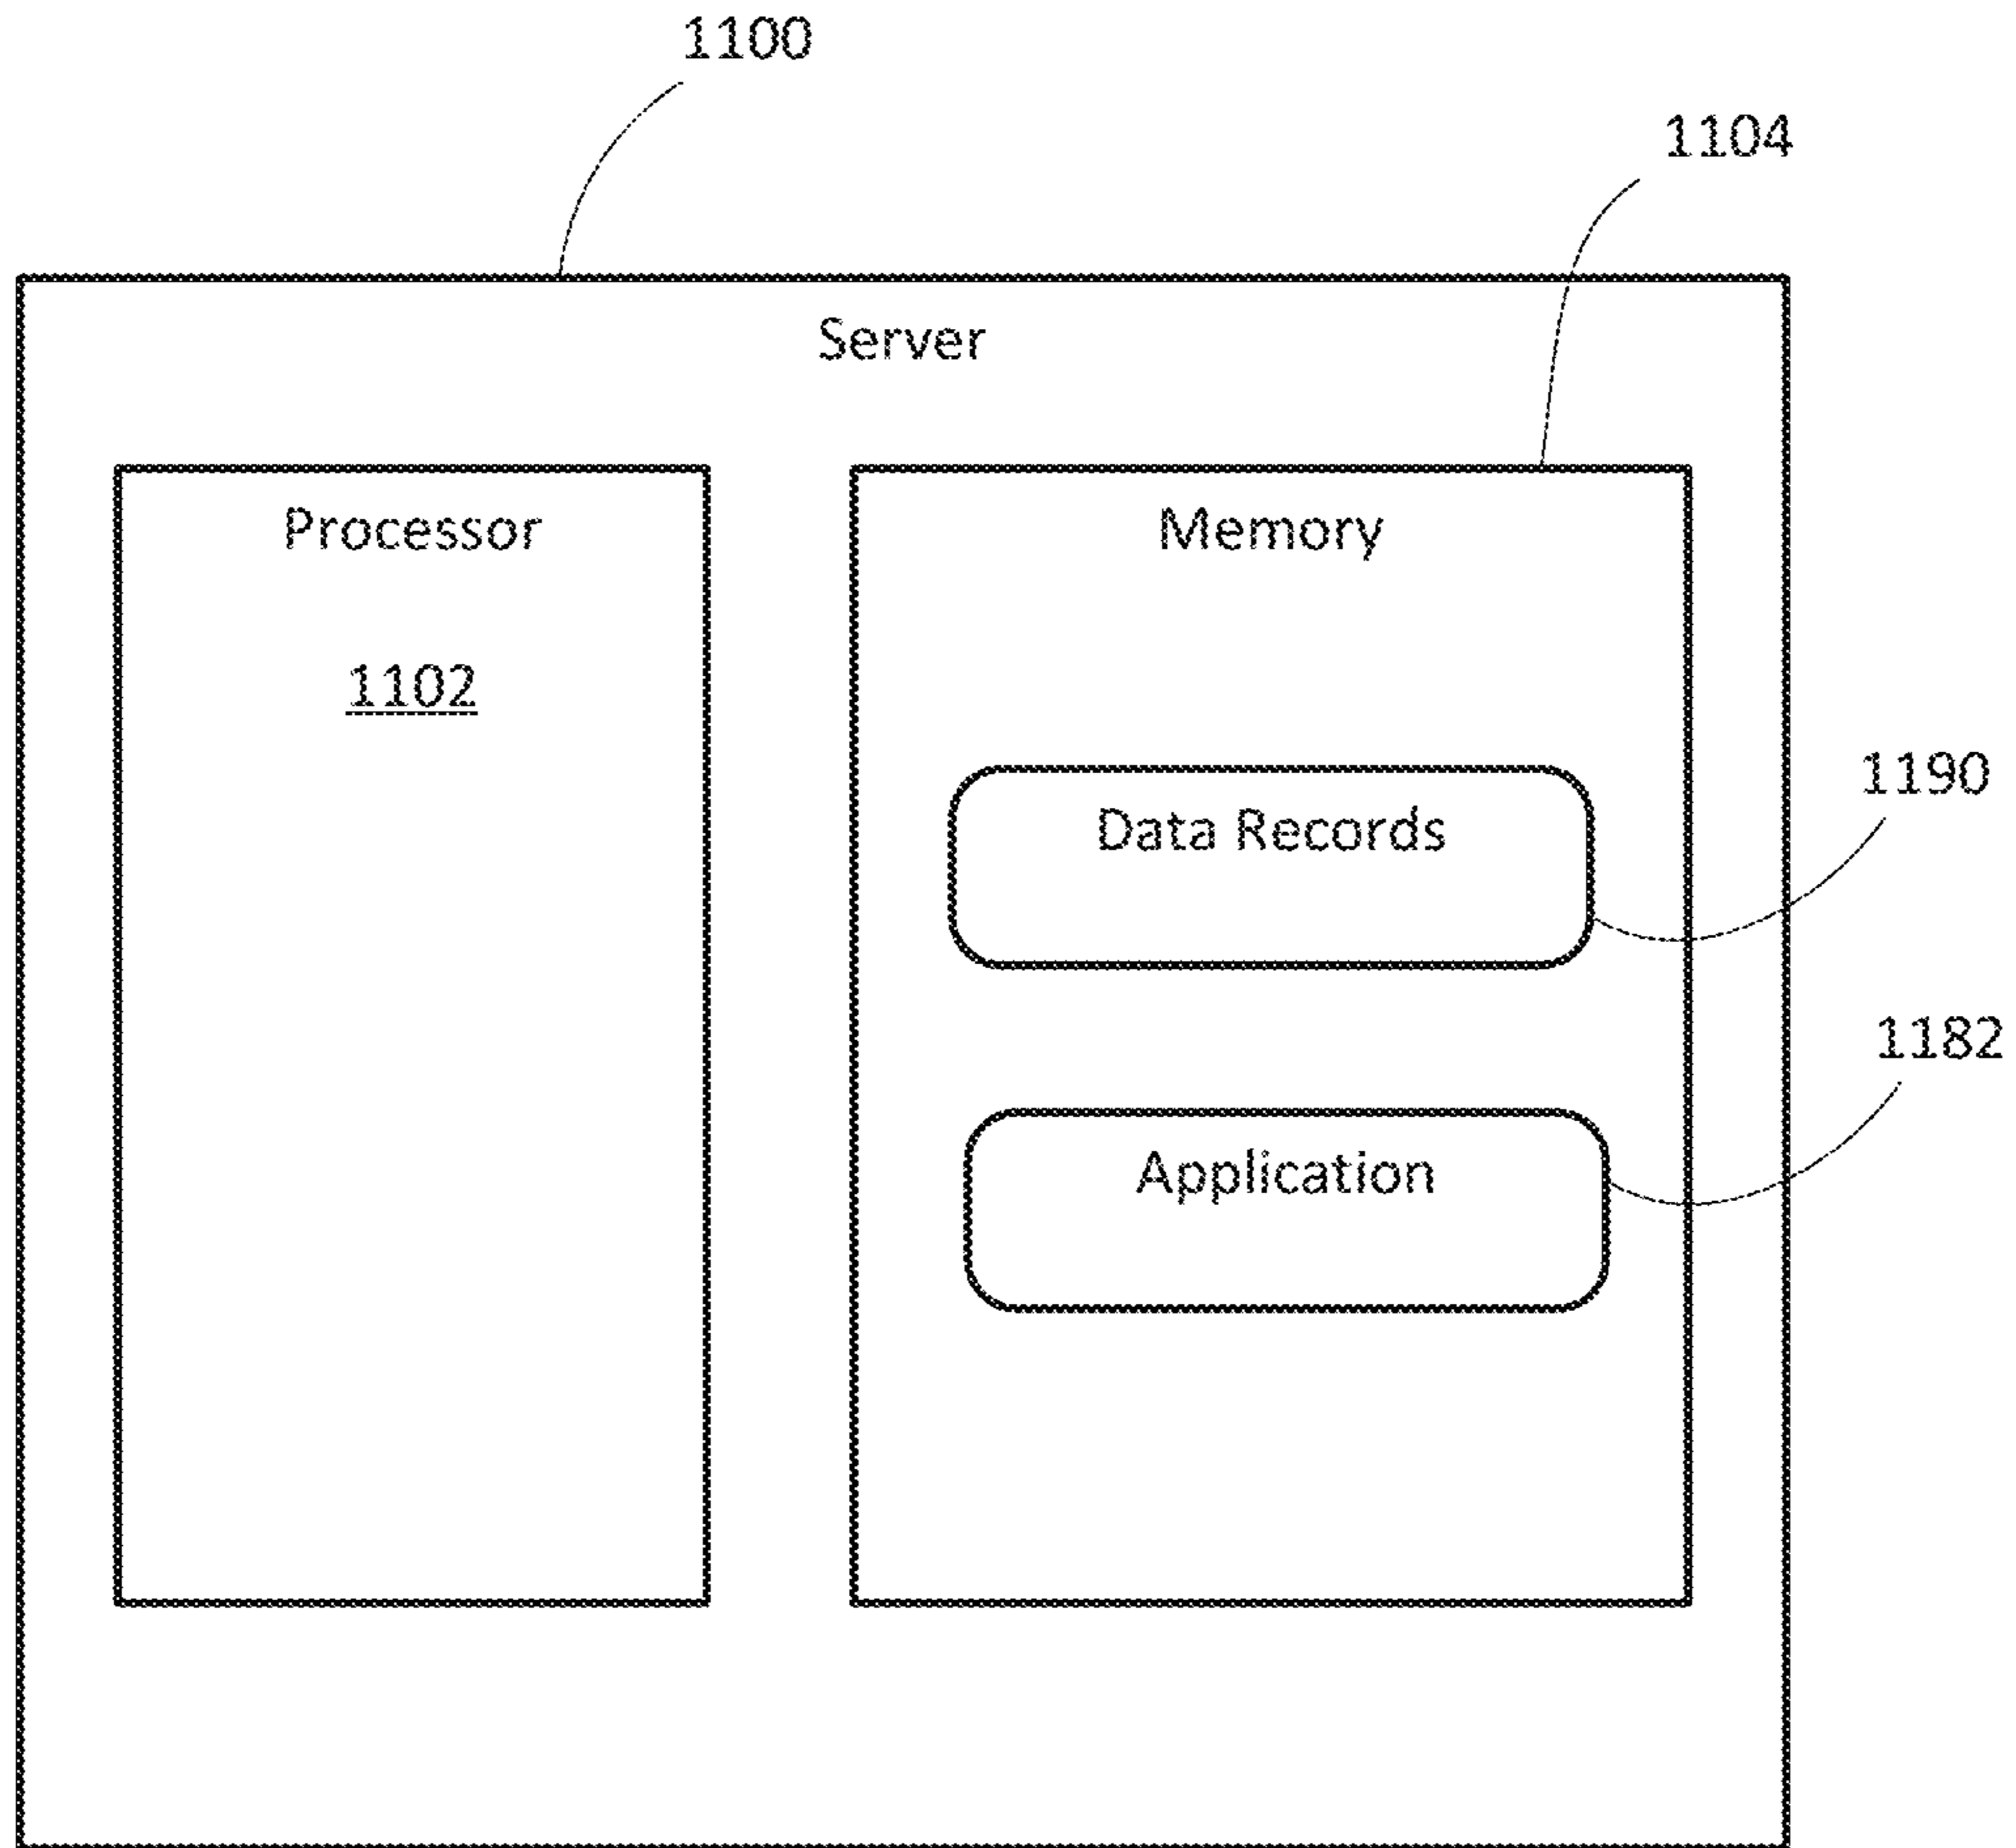 1100
1104
Server
Processor
Memory
1102
1190
Data Records
1182
Application